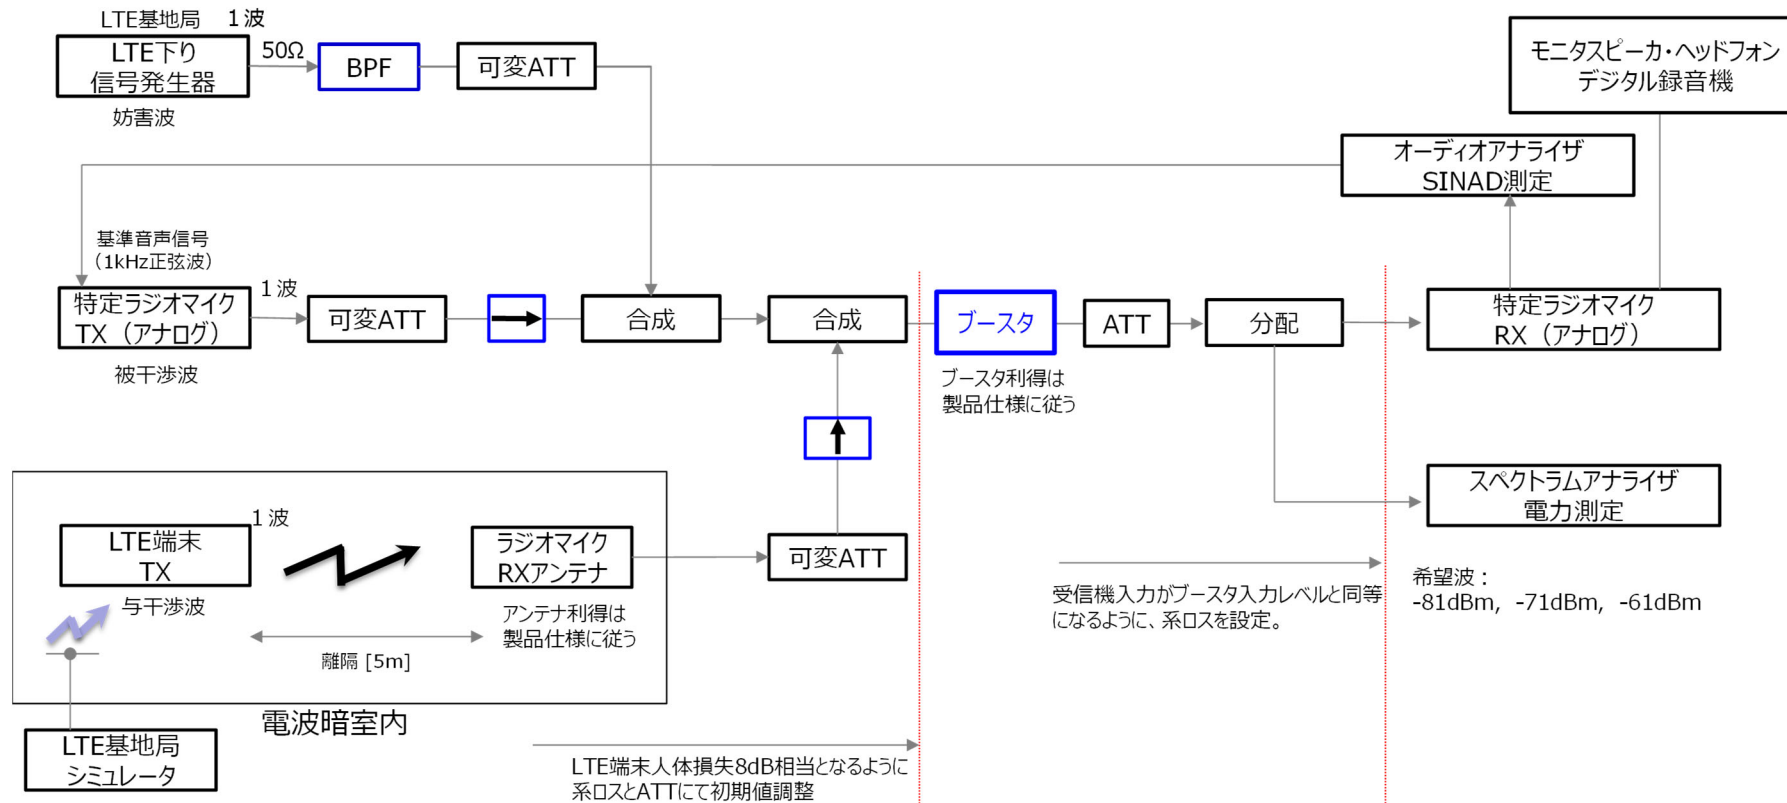 LTE基地局 1波
LTE下り
信号発生器
50Ω
BPF
可変ATT
妨害波
モニタスピーカ・ヘッドフォン
デジタル録音機
オーディオアナライザ
SINAD測定
基準音声信号
(1kHz正弦波)
特定ラジオマイク
TX(アナログ)
1波
可変ATT
合成
合成
ブースタ
ATT
分配
特定ラジオマイク
RX(アナログ)
被干渉波
ブースタ利得は
製品仕様に従う
スペクトラムアナライザ
電力測定
1波
LTE端末
TX
ラジオマイク
RXアンテナ
可変ATT
与干渉波
アンテナ利得は
製品仕様に従う
離隔 [5m]
受信機入力がブースタ入力レベルと同等
になるように、系ロスを設定。
希望波:
-81dBm, -71dBm, -61dBm
電波暗室内
LTE基地局
シミュレータ
LTE端末人体損失8dB相当となるように
系ロスとATTにて初期値調整